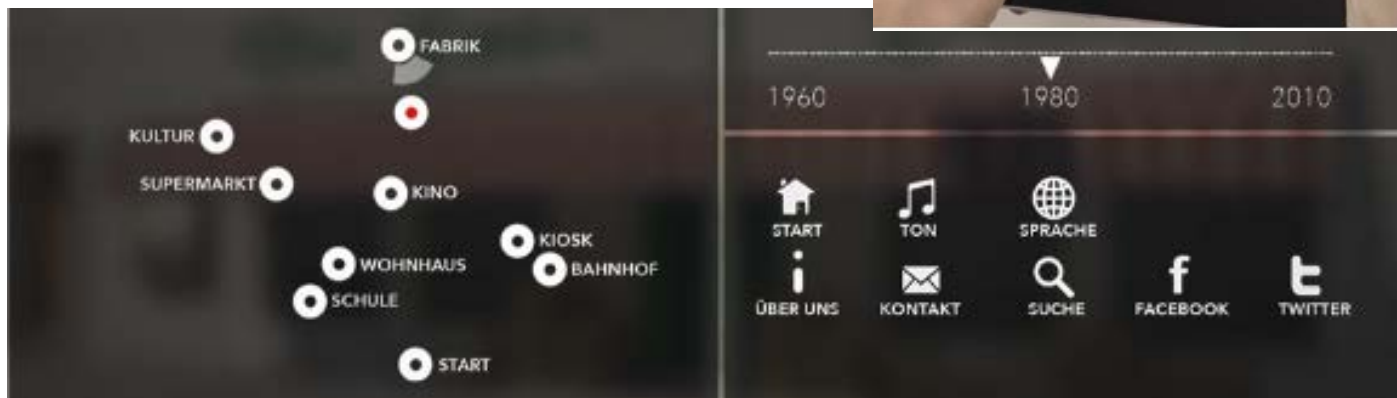 FABRIK
KULTUR
SUPERMARKT
KINO
KIOSK
WOHNHAUS
BAHNHOF
SCHULE
START
1960 1980 2010
START TON SPRACHE
ÜBER UNS KONTAKT SUCHE FACEBOOK TWITTER